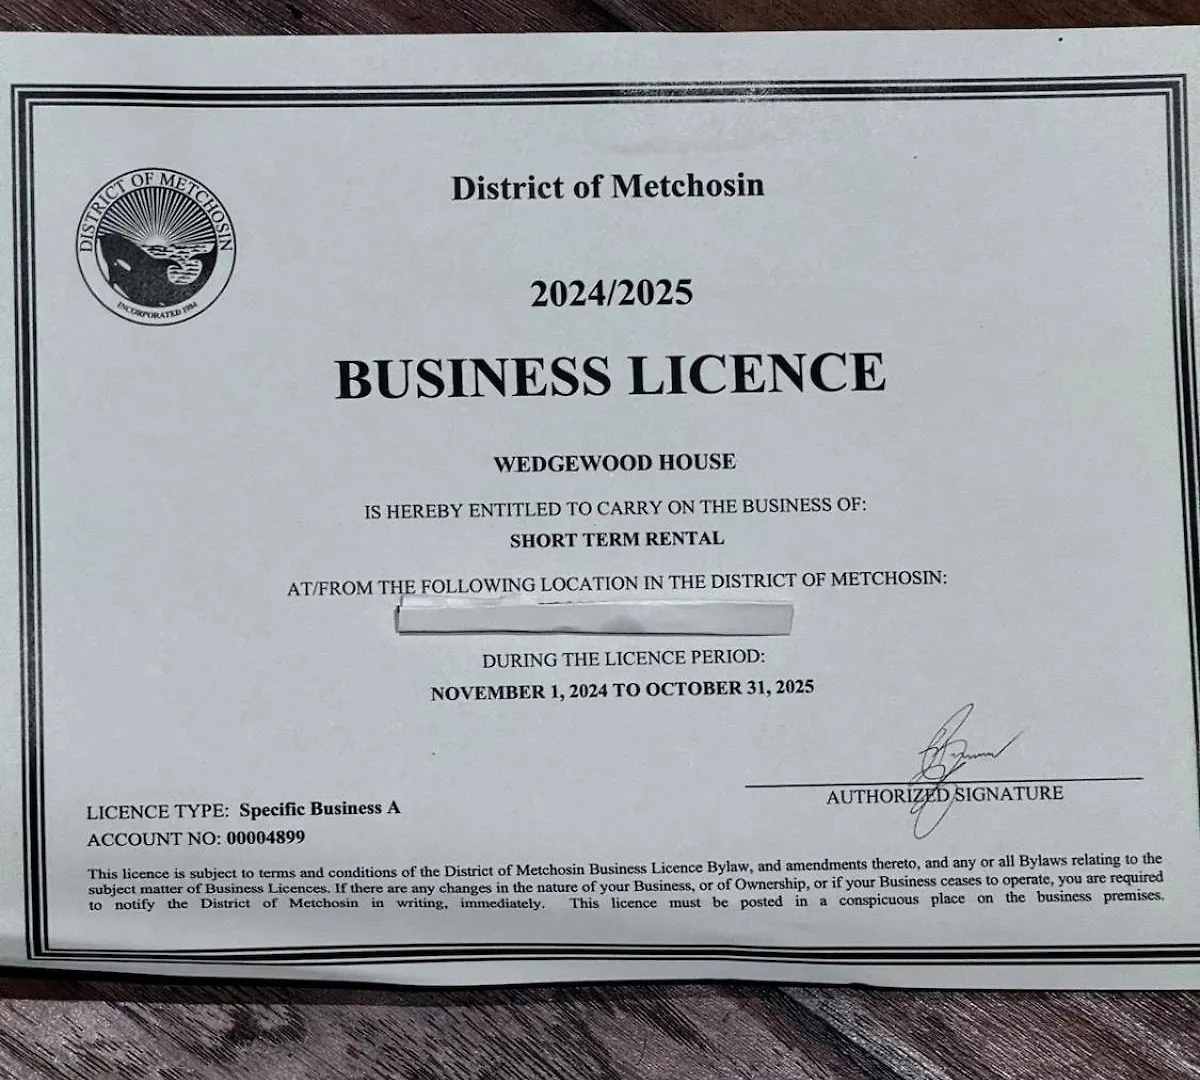 DISTRICT OF METCHOSIN
INCORPORATED 1984
District of Metchosin
2024/2025
BUSINESS LICENCE
WEDGEWOOD HOUSE
IS HEREBY ENTITLED TO CARRY ON THE BUSINESS OF:
SHORT TERM RENTAL
AT/FROM THE FOLLOWING LOCATION IN THE DISTRICT OF METCHOSIN:
DURING THE LICENCE PERIOD:
NOVEMBER 1, 2024 TO OCTOBER 31, 2025
AUTHORIZED SIGNATURE
LICENCE TYPE: Specific Business A
ACCOUNT NO: 00004899
This licence is subject to terms and conditions of the District of Metchosin Business Licence Bylaw, and amendments thereto, and any or all Bylaws relating to the
subject matter of Business Licences. If there are any changes in the nature of your Business, or of Ownership, or if your Business ceases to operate, you are required
to notify the District of Metchosin in writing, immediately. This licence must be posted in a conspicuous place on the business premises.